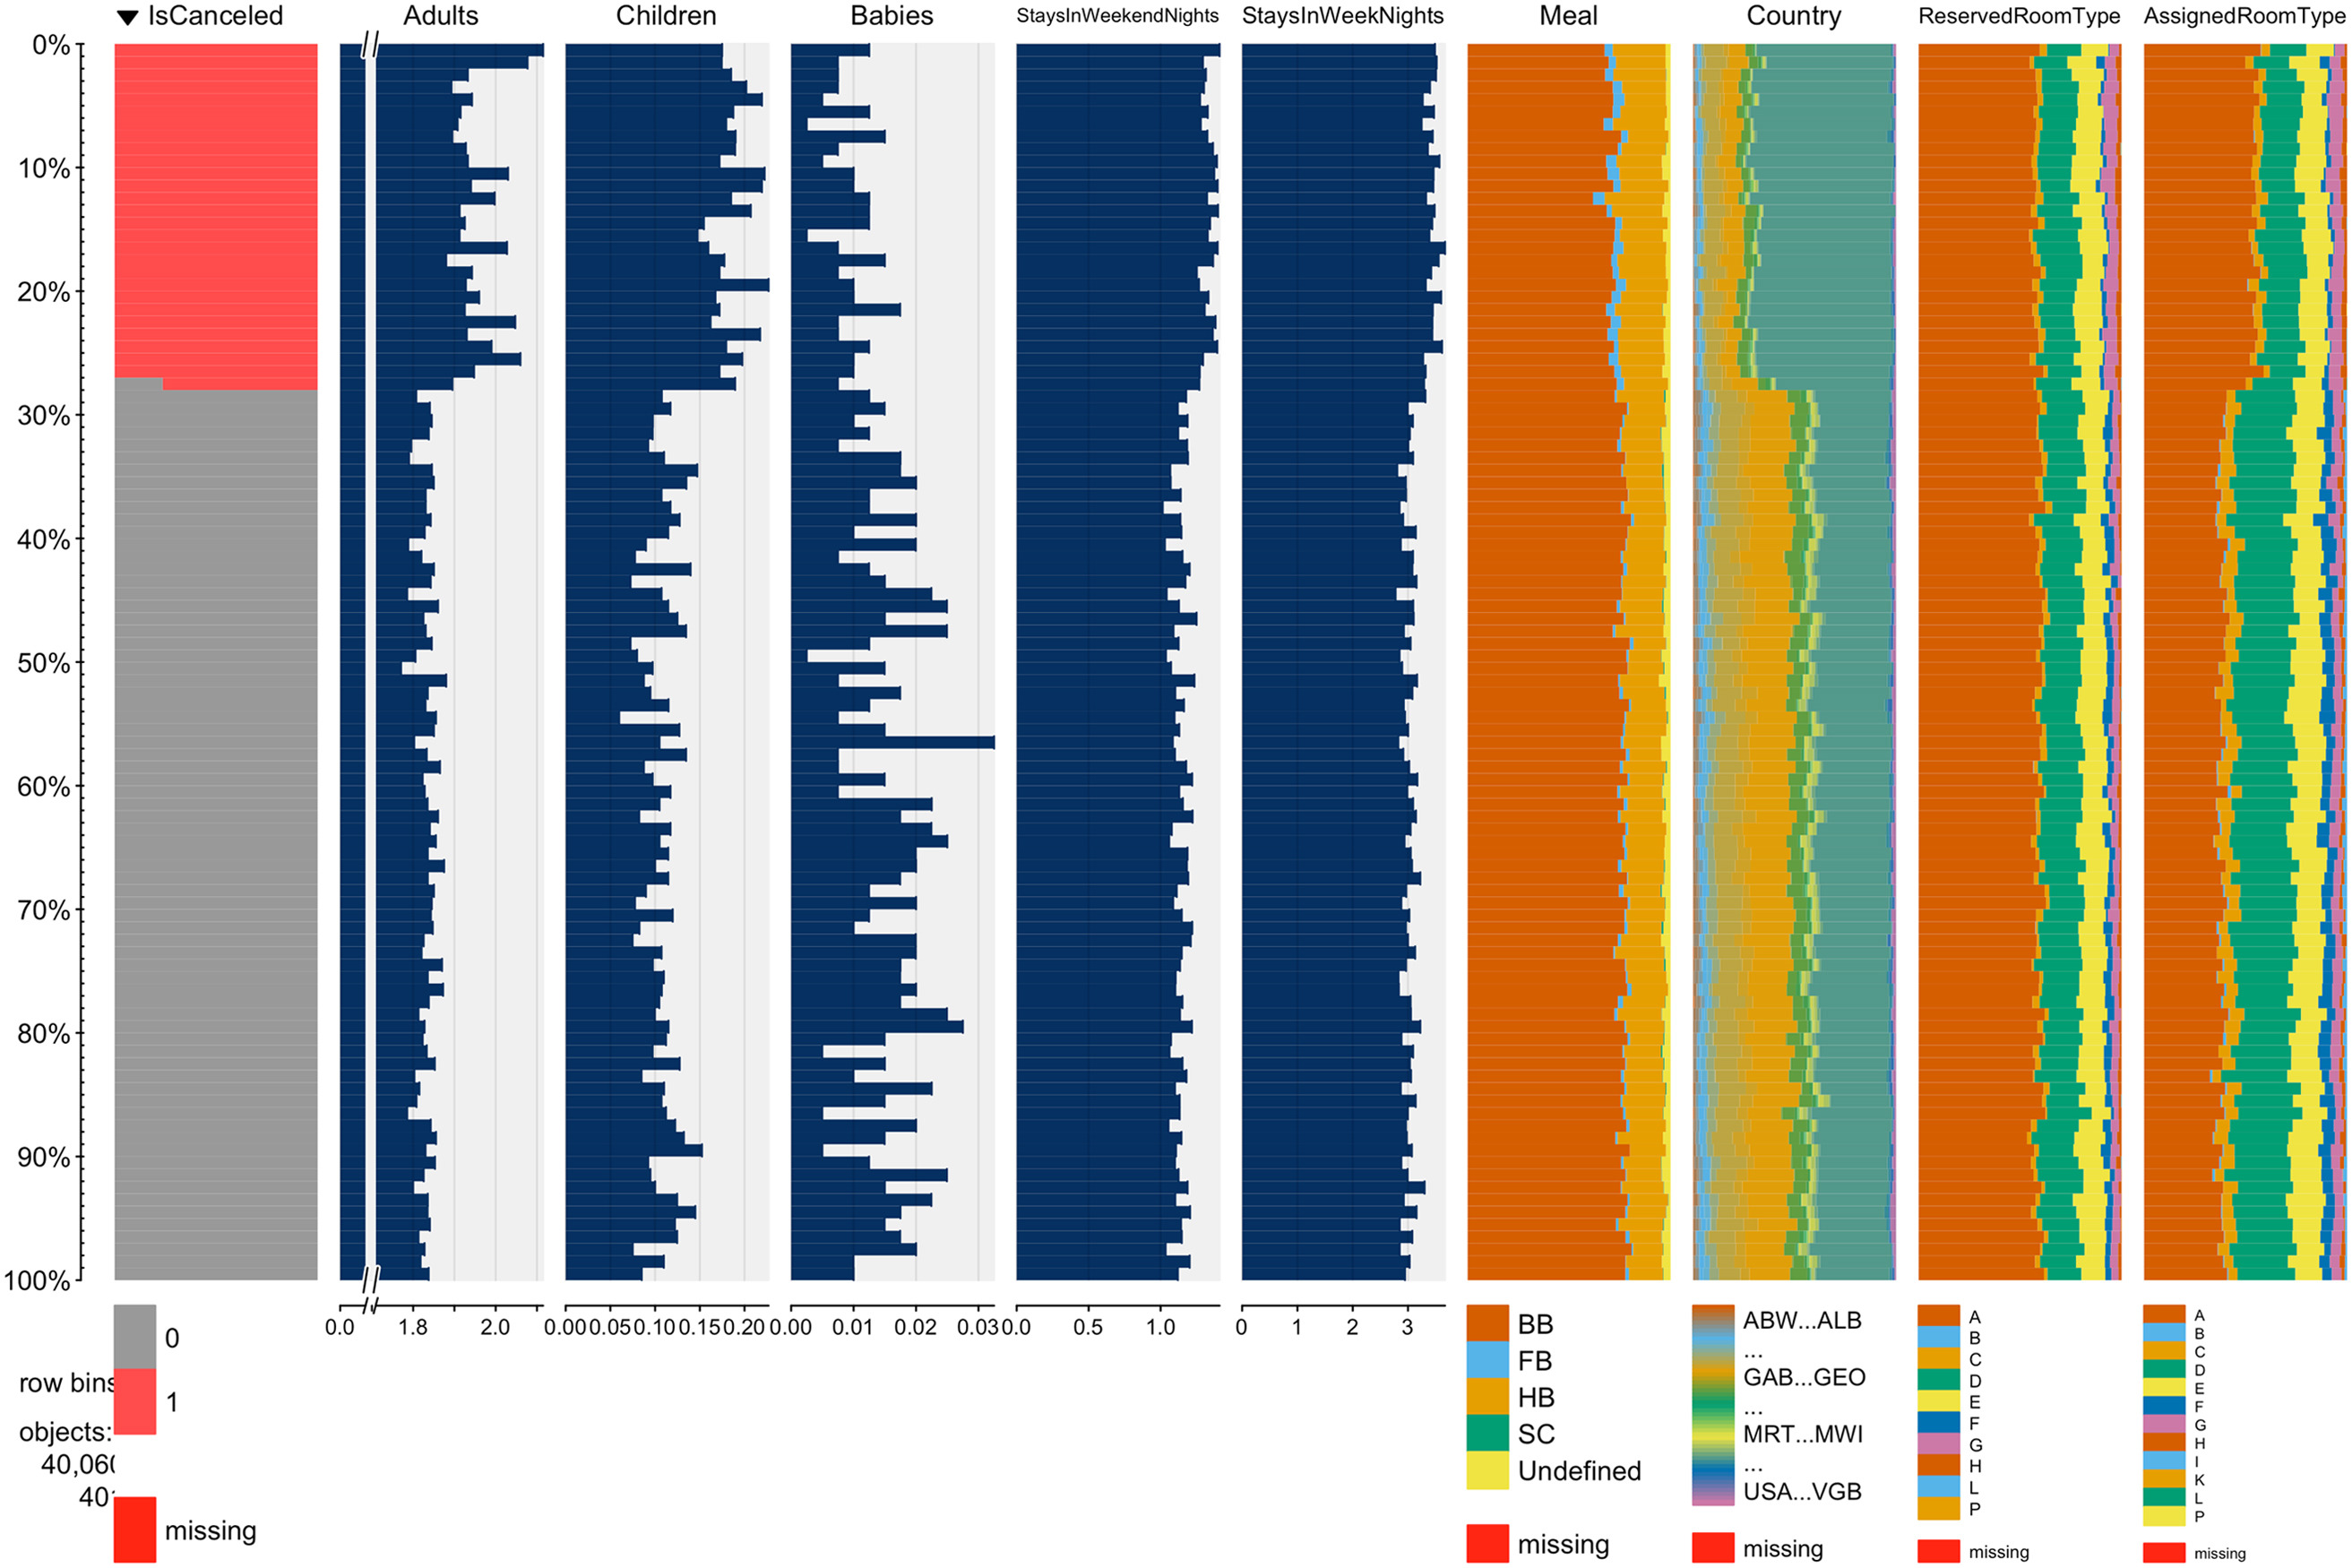 IsCanceled Adults Children Babies StaysInWeekendNights StaysInWeekNights Meal Country ReservedRoomType AssignedRoomType
0%
10%
20%
30%
40%
50%
60%
70%
80%
90%
100%
0.0 1.8 2.0 0.00 0.05 0.10 0.15 0.20 0.00 0.01 0.02 0.03 0.0 0.5 1.0 0 1 2 3
0
1
missing
row bins
objects:
40,060
40
BB
FB
HB
SC
Undefined
missing
ABW...ALB
...
GAB...GEO
...
MRT...MWI
...
USA...VGB
missing
A
B
C
D
E
F
G
H
L
P
missing
A
B
C
D
E
F
G
H
I
K
L
P
missing